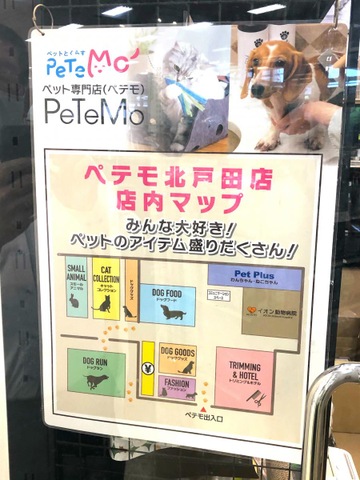 ペットとくらす
PeTeMo
ペット専門店(ペテモ)
PeTeMo
ペテモ北戸田店
店内マップ
みんな大好き!
ペットのアイテム盛りだくさん!
SMALL
ANIMAL
スモール
アニマル
CAT
COLLECTION
キャット
コレクション
DOG FOOD
ドッグフード
Pet Plus
わんちゃん・ねこちゃん
イオン動物病院
DOG RUN
ドッグラン
¥
DOG GOODS
ドッググッズ
FASHION
ファッション
TRIMMING
& HOTEL
トリミング&ホテル
ペテモ出入口